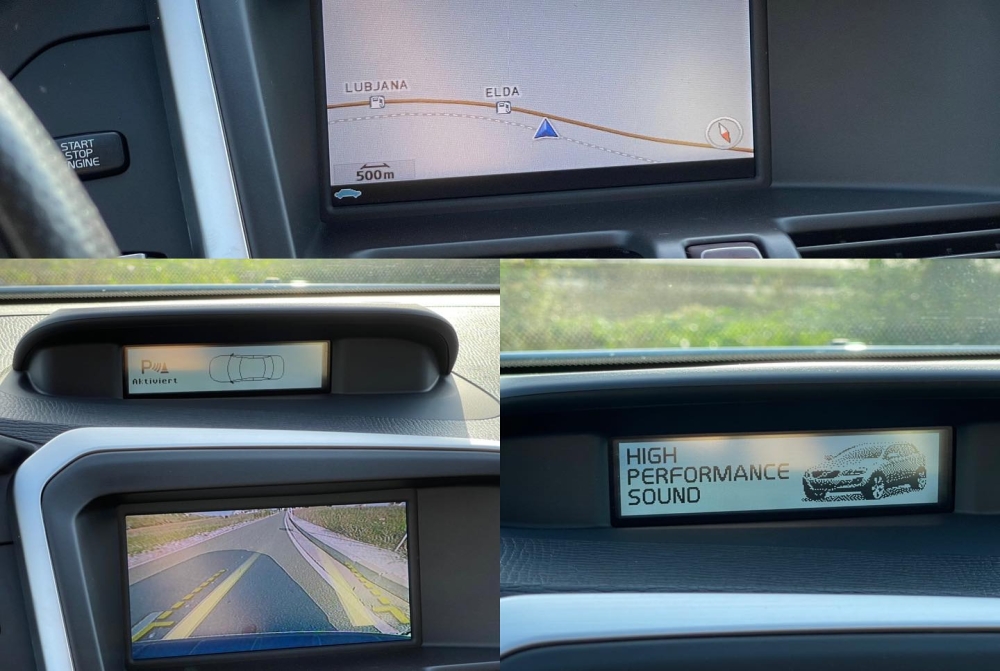 LUBJANA
ELDA
START
STOP
ENGINE
500m
P
Aktiviert
HIGH
PERFORMANCE
SOUND